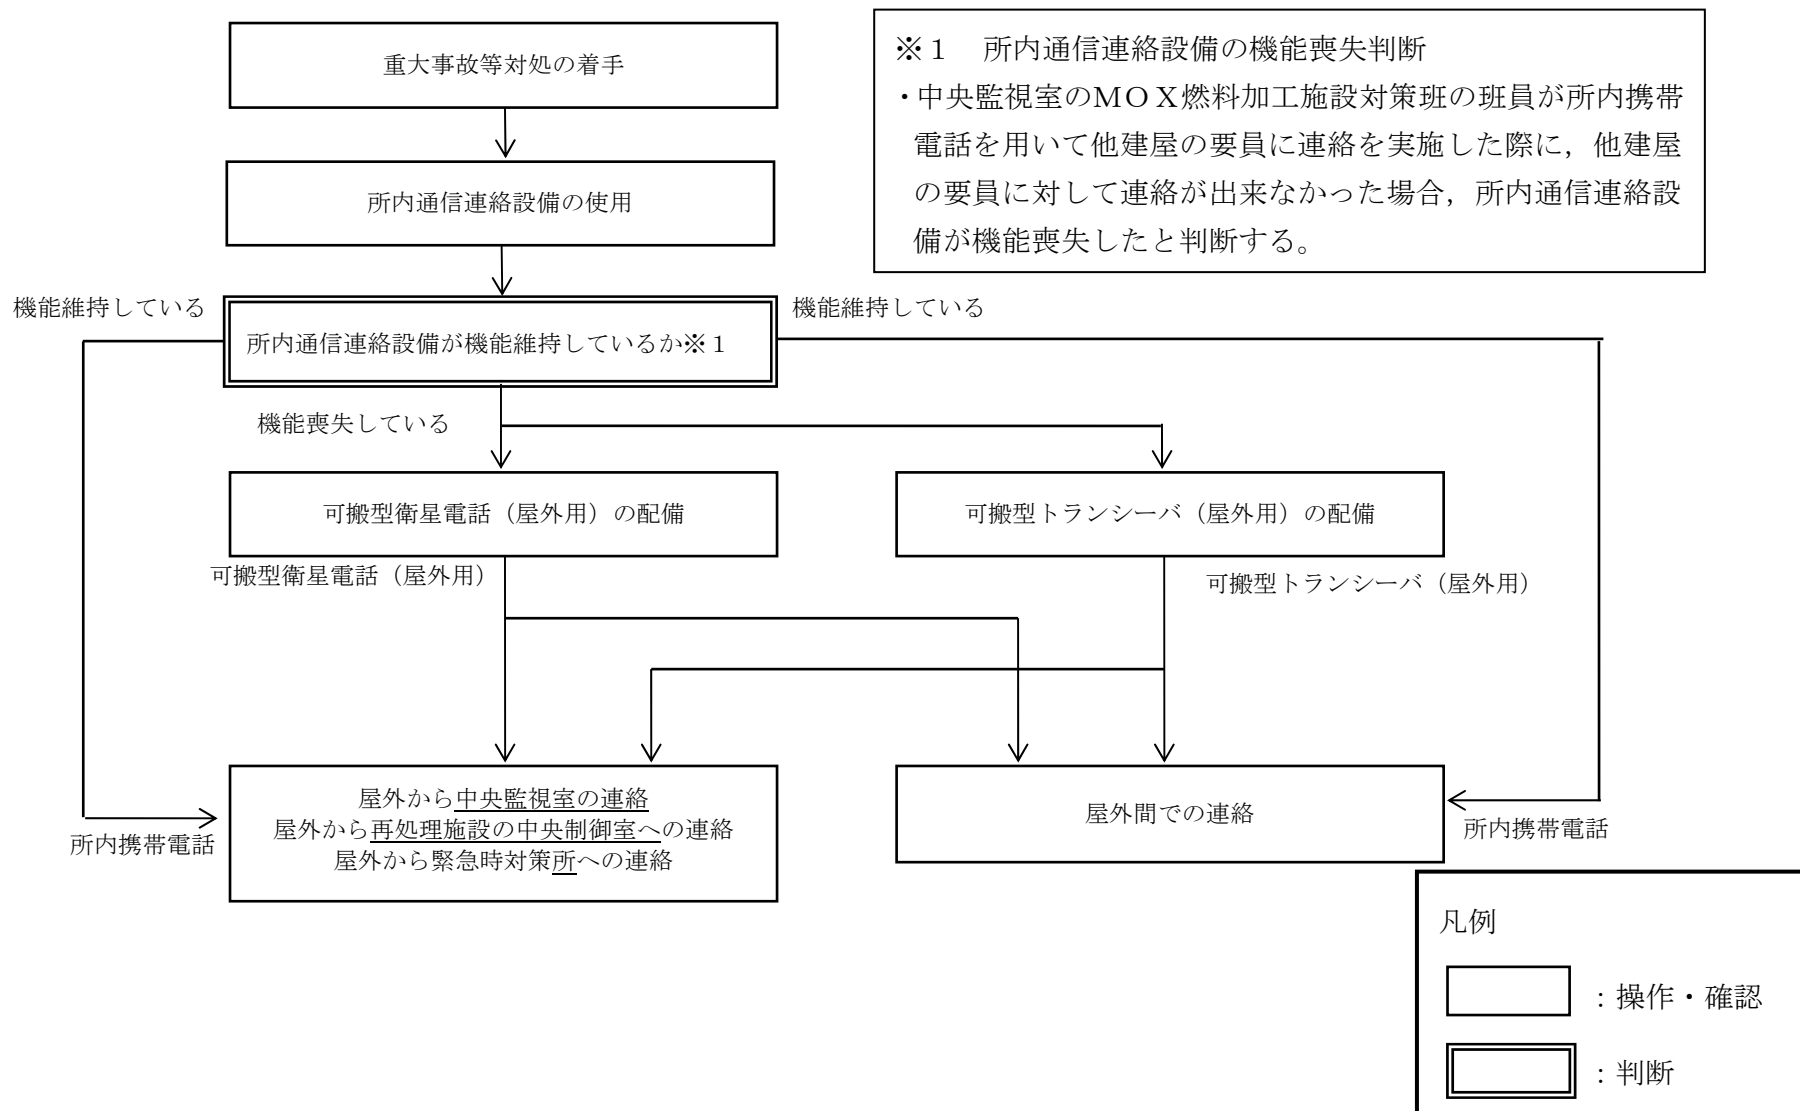 重大事故等対処の着手
※１　所内通信連絡設備の機能喪失判断
・中央監視室のＭＯＸ燃料加工施設対策班の班員が所内携帯
電話を用いて他建屋の要員に連絡を実施した際に，他建屋
の要員に対して連絡が出来なかった場合，所内通信連絡設
備が機能喪失したと判断する。
所内通信連絡設備の使用
機能維持している
機能維持している
所内通信連絡設備が機能維持しているか※１
機能喪失している
可搬型衛星電話（屋外用）の配備
可搬型トランシーバ（屋外用）の配備
可搬型衛星電話（屋外用）
可搬型トランシーバ（屋外用）
屋外から中央監視室の連絡
屋外から再処理施設の中央制御室への連絡
屋外から緊急時対策所への連絡
屋外間での連絡
所内携帯電話
所内携帯電話
凡例
：操作・確認
：判断